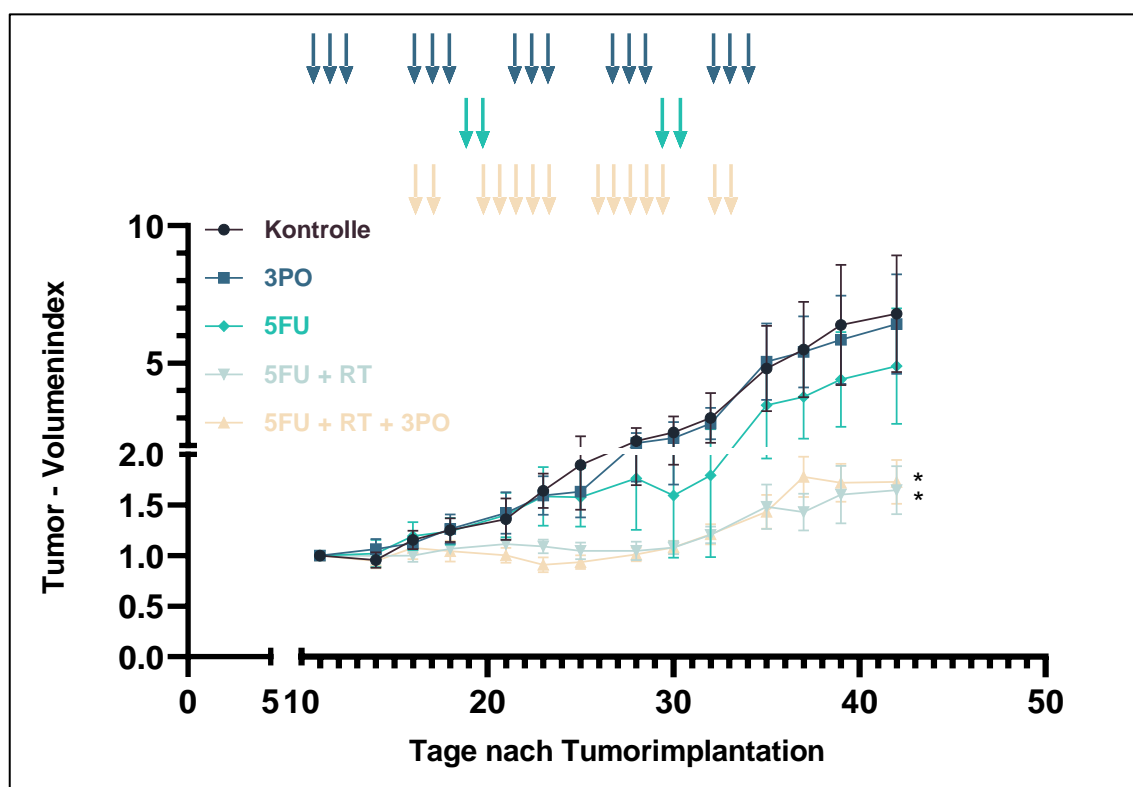 10
Kontrolle
3PO
5FU
5
5FU + RT
5FU + RT + 3PO
2.0
*
*
1.5
1.0
0.5
0.0
0 5 10 20 30 40 50
Tumor - Volumenindex
Tage nach Tumorimplantation